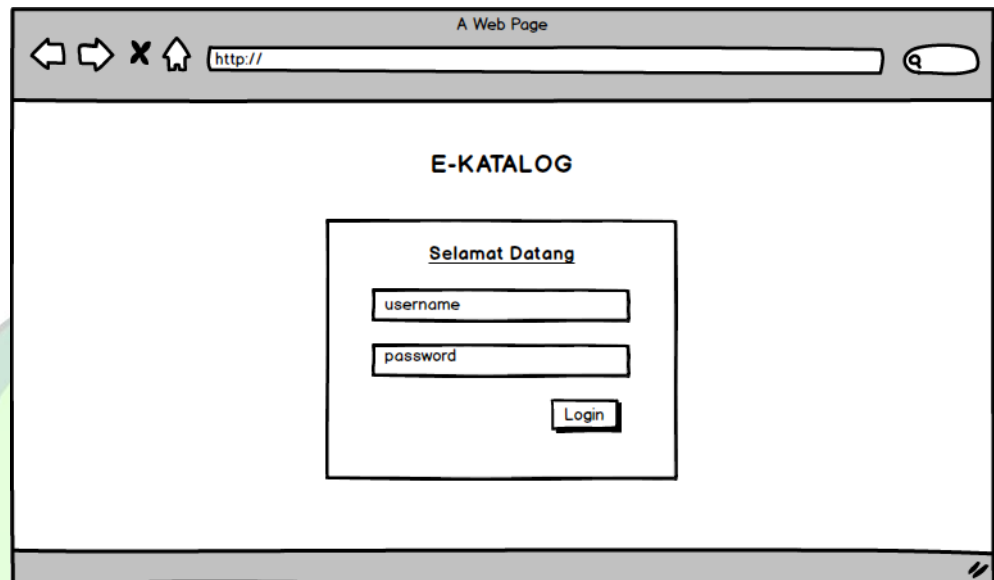 A Web Page
http://
E-KATALOG
Selamat Datang
username
password
Login